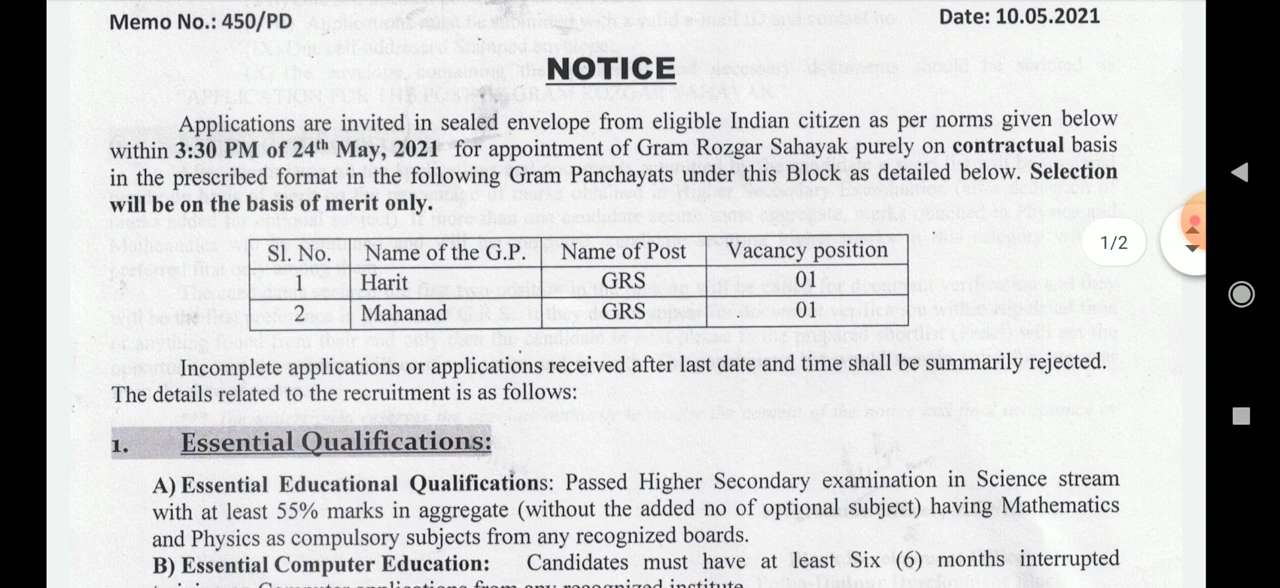 Memo No.: 450/PD Date: 10.05.2021
NOTICE
Applications are invited in sealed envelope from eligible Indian citizen as per norms given below
within 3:30 PM of 24th May, 2021 for appointment of Gram Rozgar Sahayak purely on contractual basis
in the prescribed format in the following Gram Panchayats under this Block as detailed below. Selection
will be on the basis of merit only.
1/2
Sl. No. Name of the G.P. Name of Post Vacancy position
1 Harit GRS 01
2 Mahanad GRS 01
Incomplete applications or applications received after last date and time shall be summarily rejected.
The details related to the recruitment is as follows:
1. Essential Qualifications:
A) Essential Educational Qualifications: Passed Higher Secondary examination in Science stream
with at least 55% marks in aggregate (without the added no of optional subject) having Mathematics
and Physics as compulsory subjects from any recognized boards.
B) Essential Computer Education: Candidates must have at least Six (6) months interrupted
Computer applications from any recognized institute.